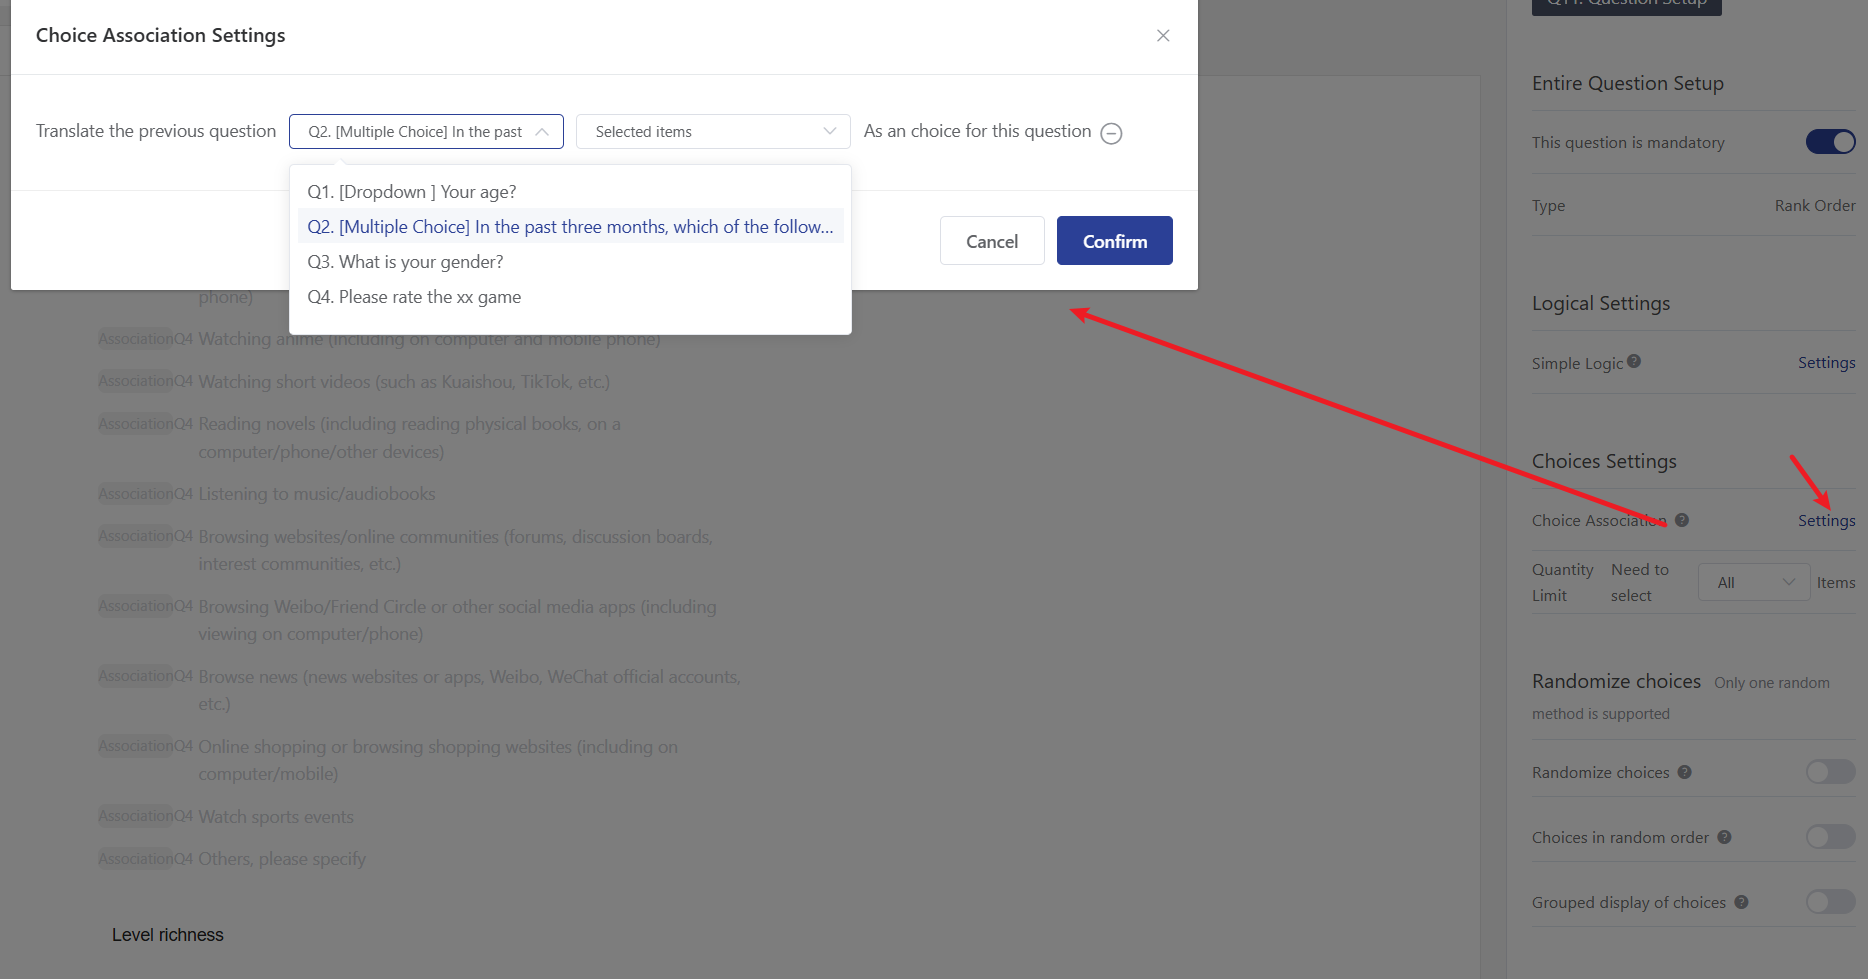 Choice Association Settings
Translate the previous question
Q2. [Multiple Choice] In the past
Selected items
As an choice for this question
Q1. [Dropdown ] Your age?
Q2. [Multiple Choice] In the past three months, which of the follow...
Q3. What is your gender?
Q4. Please rate the xx game
Cancel
Confirm
phone)
AssociationQ4 Watching anime (including on computer and mobile phone)
AssociationQ4 Watching short videos (such as Kuaishou, TikTok, etc.)
AssociationQ4 Reading novels (including reading physical books, on a
computer/phone/other devices)
AssociationQ4 Listening to music/audiobooks
AssociationQ4 Browsing websites/online communities (forums, discussion boards,
interest communities, etc.)
AssociationQ4 Browsing Weibo/Friend Circle or other social media apps (including
viewing on computer/phone)
AssociationQ4 Browse news (news websites or apps, Weibo, WeChat official accounts,
etc.)
AssociationQ4 Online shopping or browsing shopping websites (including on
computer/mobile)
AssociationQ4 Watch sports events
AssociationQ4 Others, please specify
Level richness
Question Setup
Entire Question Setup
This question is mandatory
Type
Rank Order
Logical Settings
Simple Logic
Settings
Choices Settings
Choice Association
Settings
Quantity
Limit
Need to
select
All
Items
Randomize choices Only one random
method is supported
Randomize choices
Choices in random order
Grouped display of choices